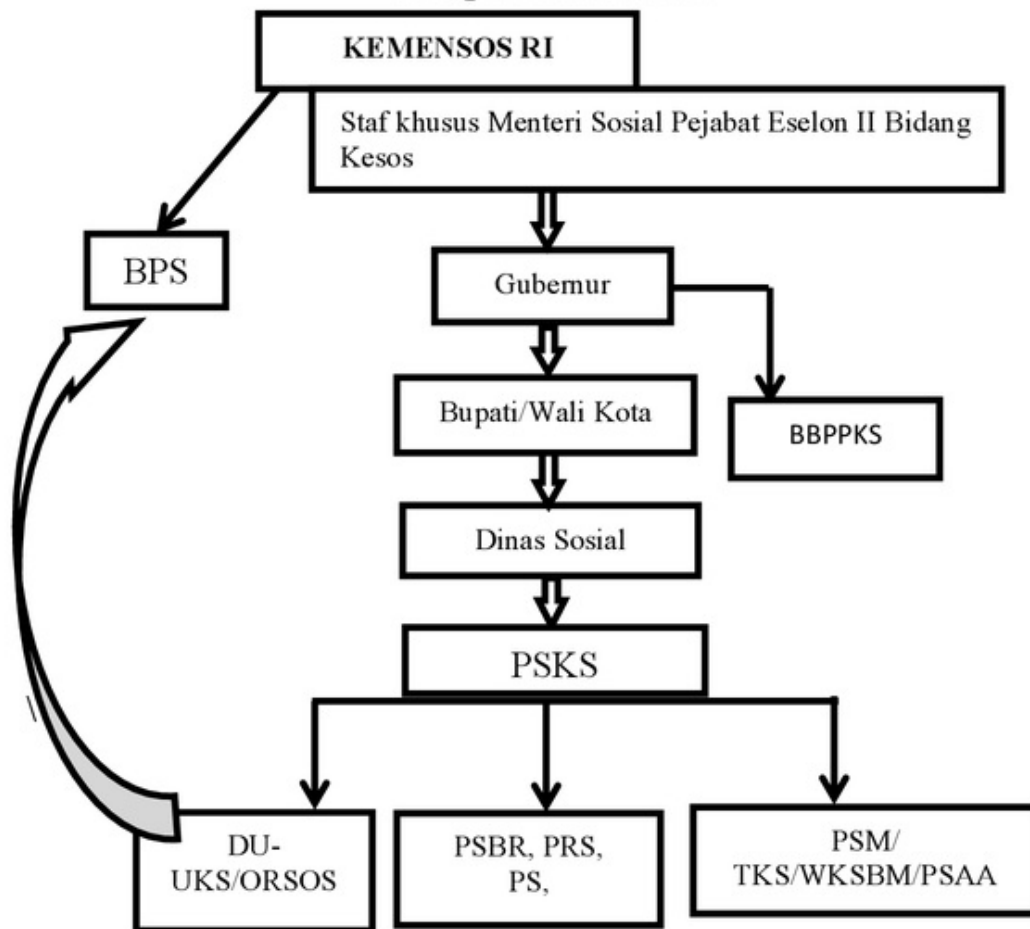 KEMENSOS RI
Staf khusus Menteri Sosial Pejabat Eselon II Bidang
Kesos
BPS
Gubernur
Bupati/Wali Kota
BBPPKS
Dinas Sosial
PSKS
DU-
UKS/ORSOS
PSBR, PRS,
PS,
PSM/
TKS/WKSBM/PSAA